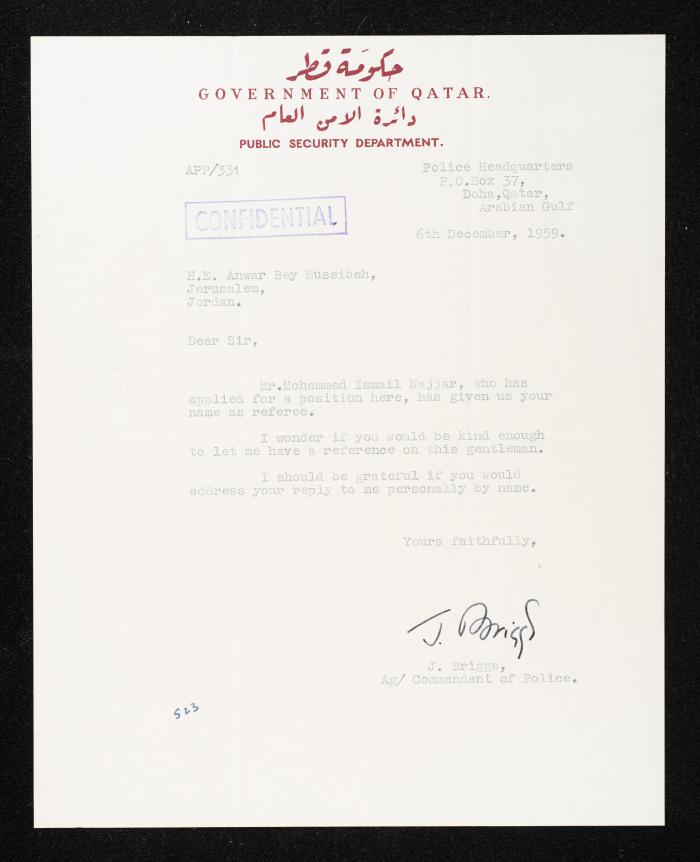 حكومة قطر
GOVERNMENT OF QATAR.
دائرة الامن العام
PUBLIC SECURITY DEPARTMENT.
APP/331
Police Headquarters
P.O.Box 37,
Doha,Qatar,
Arabian Gulf
CONFIDENTIAL
6th December, 1959.
H.E. Anwar Bey Nuseibeh,
Jerusalem,
Jordan.
Dear Sir,
Mr.Mohammed Ismail Najjar, who has
applied for a position here, has given us your
name as referee.
I wonder if you would be kind enough
to let me have a reference on this gentleman.
I should be grateful if you would
address your reply to me personally by name.
Yours faithfully,
J. Briggs
J. Briggs,
Ag/ Commandant of Police.
523